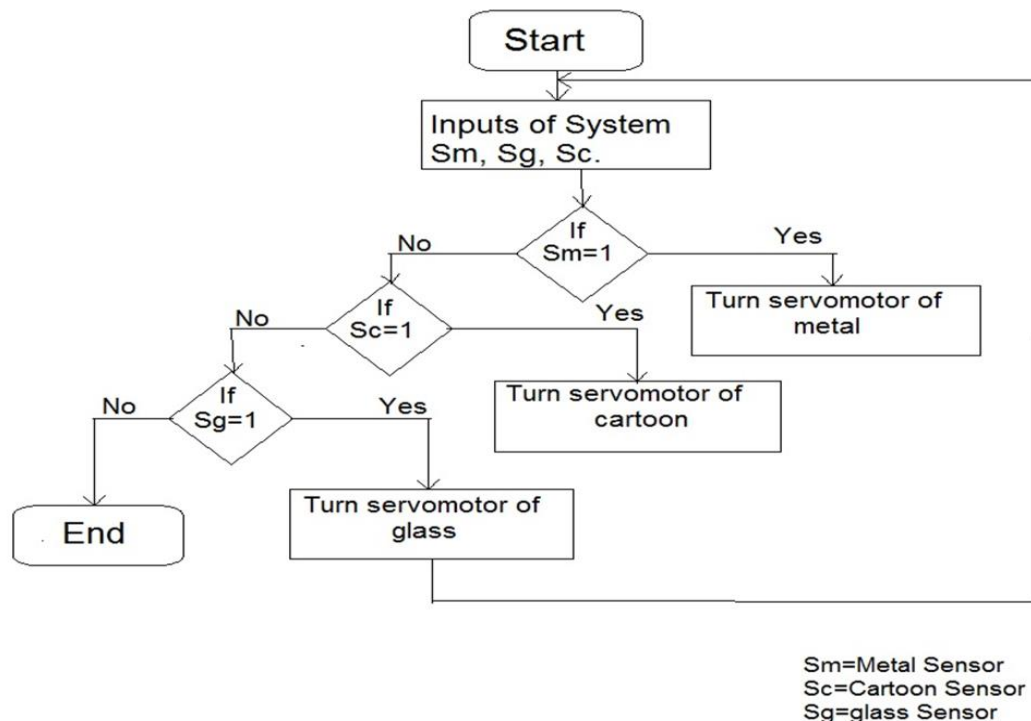 Start
Inputs of System
Sm, Sg, Sc.
If
Sm=1
No
Yes
Turn servomotor of
metal
If
Sc=1
No
Yes
Turn servomotor of
cartoon
If
Sg=1
No
Yes
Turn servomotor of
glass
End
Sm=Metal Sensor
Sc=Cartoon Sensor
Sg=glass Sensor